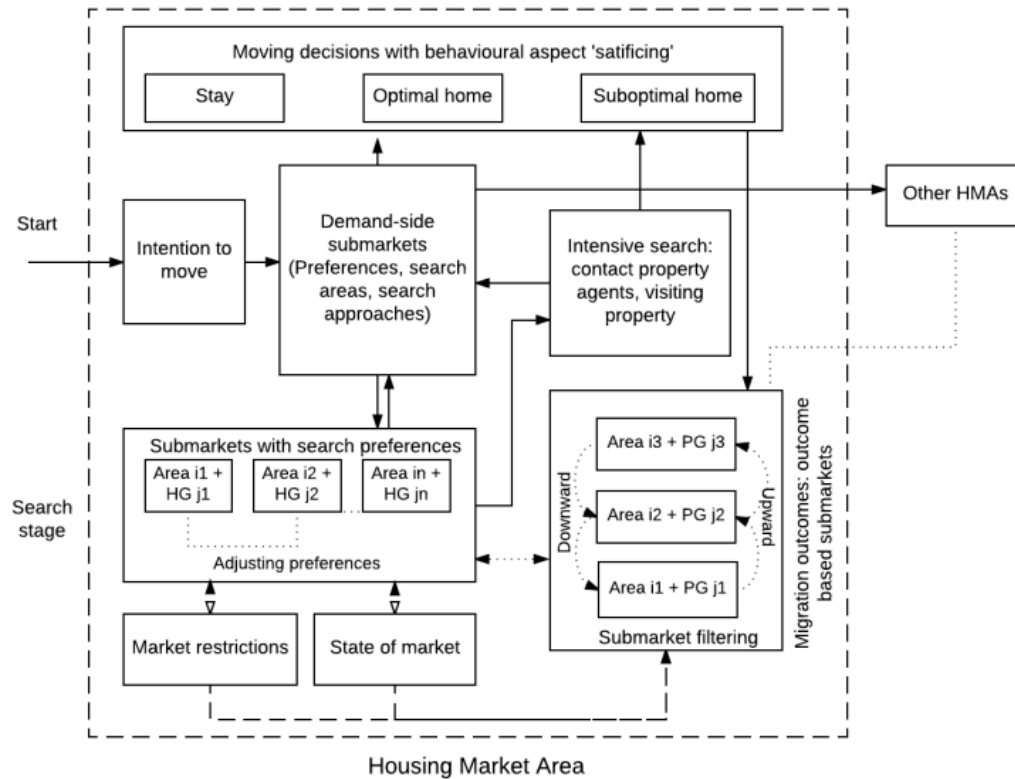 Moving decisions with behavioural aspect 'satificing'
Stay
Optimal home
Suboptimal home
Other HMAs
Start
Intention to
move
Demand-side
submarkets
(Preferences, search
areas, search
approaches)
Intensive search:
contact property
agents, visiting
property
Search
stage
Submarkets with search preferences
Area i1 +
HG j1
Area i2 +
HG j2
Area in +
HG jn
Adjusting preferences
Area i3 + PG j3
Area i2 + PG j2
Area i1 + PG j1
Downward
Upward
Submarket filtering
Migration outcomes: outcome
based submarkets
Market restrictions
State of market
Housing Market Area